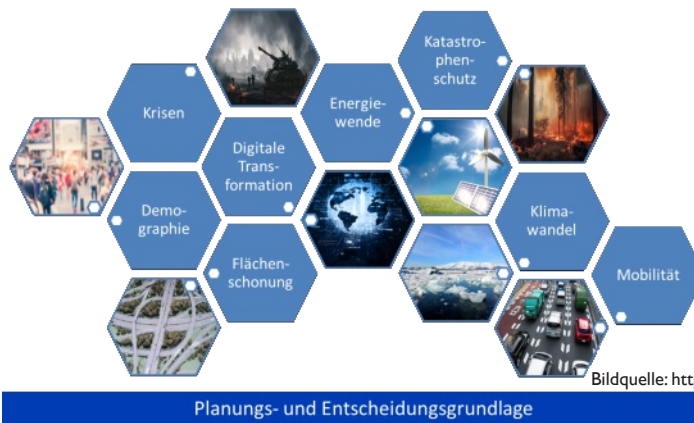 Katastro-
phen-
schutz
Krisen
Energie-
wende
Digitale
Trans-
formation
Demo-
graphie
Klima-
wandel
Flächen-
schonung
Mobilität
Bildquelle: htt
Planungs- und Entscheidungsgrundlage